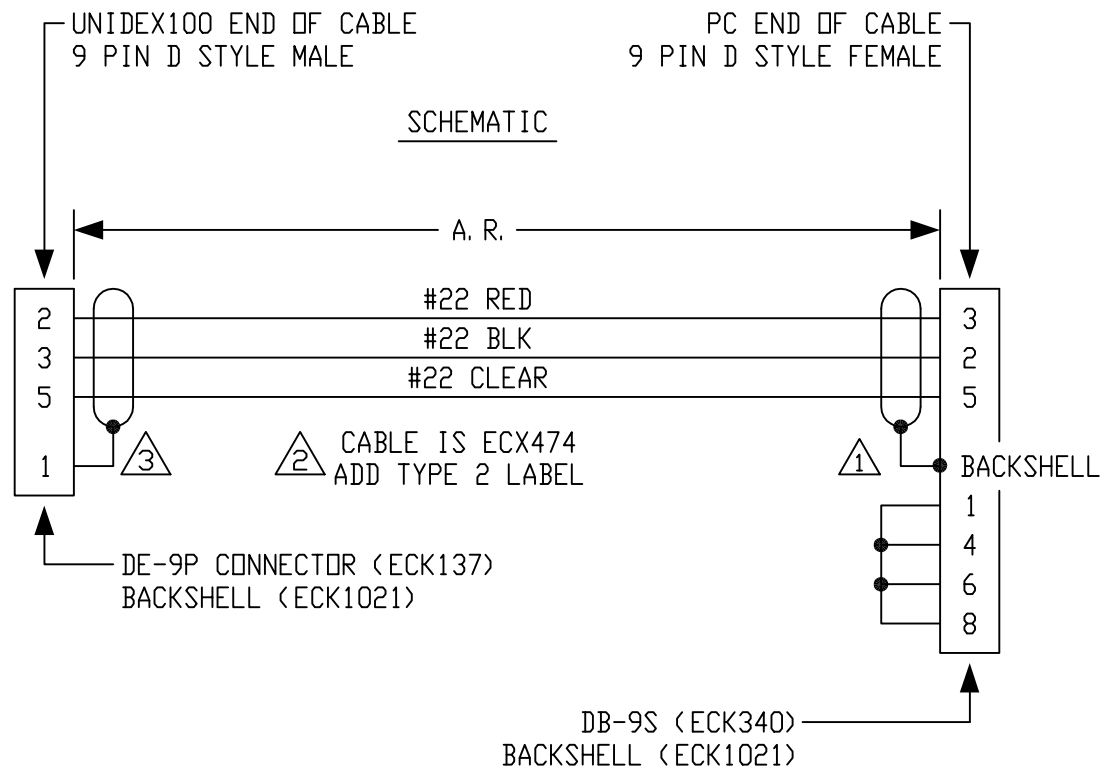 UNIDEX100 END OF CABLE
9 PIN D STYLE MALE
PC END OF CABLE
9 PIN D STYLE FEMALE
SCHEMATIC
A. R.
#22 RED
2
3
#22 BLK
3
2
#22 CLEAR
5
5
1
3
2
CABLE IS ECX474
ADD TYPE 2 LABEL
1
BACKSHELL
1
4
6
8
DE-9P CONNECTOR (ECK137)
BACKSHELL (ECK1021)
DB-9S (ECK340)
BACKSHELL (ECK1021)